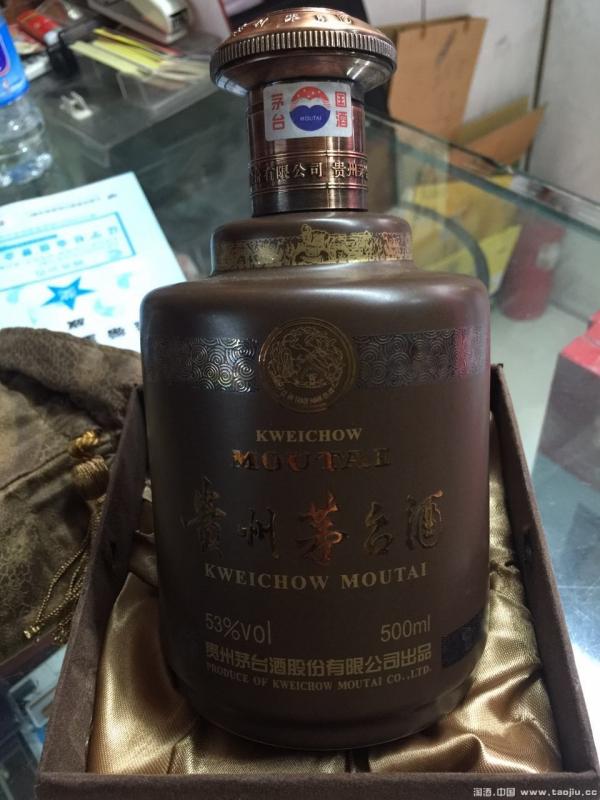 国酒
茅台
MOUTAI
有限公司 贵州茅
KWEICHOW
MOUTAI
贵州茅台酒
KWEICHOW MOUTAI
53%vol
500ml
贵州茅台酒股份有限公司出品
PRODUCE OF KWEICHOW MOUTAI CO.,LTD.
淘酒.中国 www.taojiu.cc